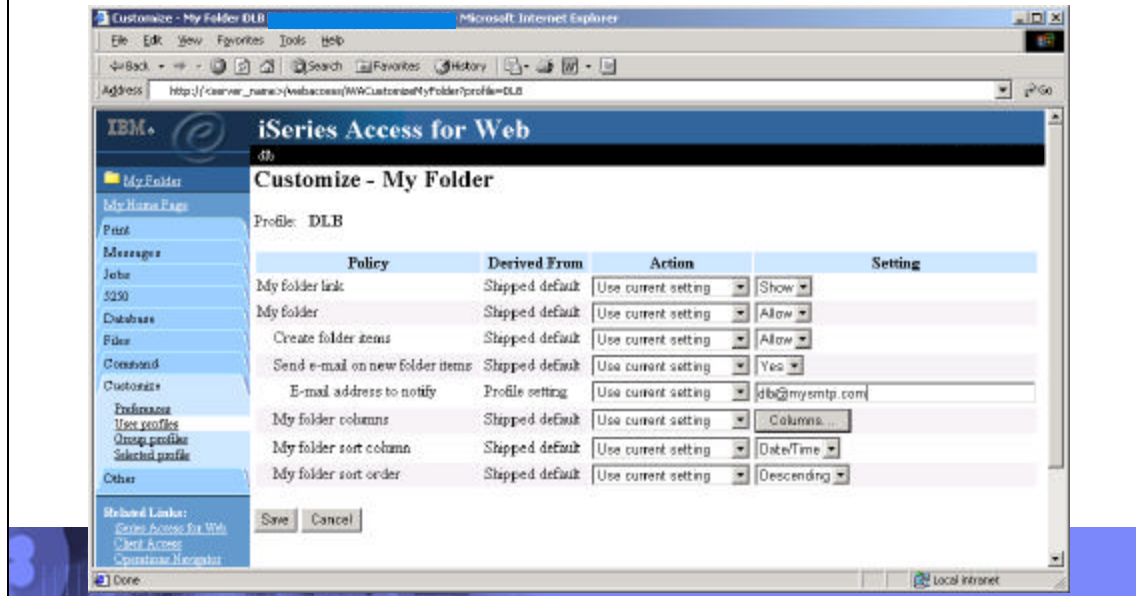 Customize - My Folder DLB Microsoft Internet Explorer
File Edit View Favorites Tools Help
Back Search Favorites History
Address http://<server_name>/webaccess/WACustomizeMyFolder?profile=DLB Go
IBM iSeries Access for Web
dlb
My Folder
My Home Page
Print
Messages
Jobs
5250
Database
Files
Command
Customize
Preferences
User profiles
Group profiles
Selected profile
Other
Related Links:
iSeries Access for Web
Client Access
Operations Navigator
Customize - My Folder
Profile: DLB
Policy Derived From Action Setting
My folder link Shipped default Use current setting Show
My folder Shipped default Use current setting Allow
Create folder items Shipped default Use current setting Allow
Send e-mail on new folder items Shipped default Use current setting Yes
E-mail address to notify Profile setting Use current setting dlb@mysmtp.com
My folder columns Shipped default Use current setting Columns...
My folder sort column Shipped default Use current setting Date/Time
My folder sort order Shipped default Use current setting Descending
Save Cancel
Done Local intranet